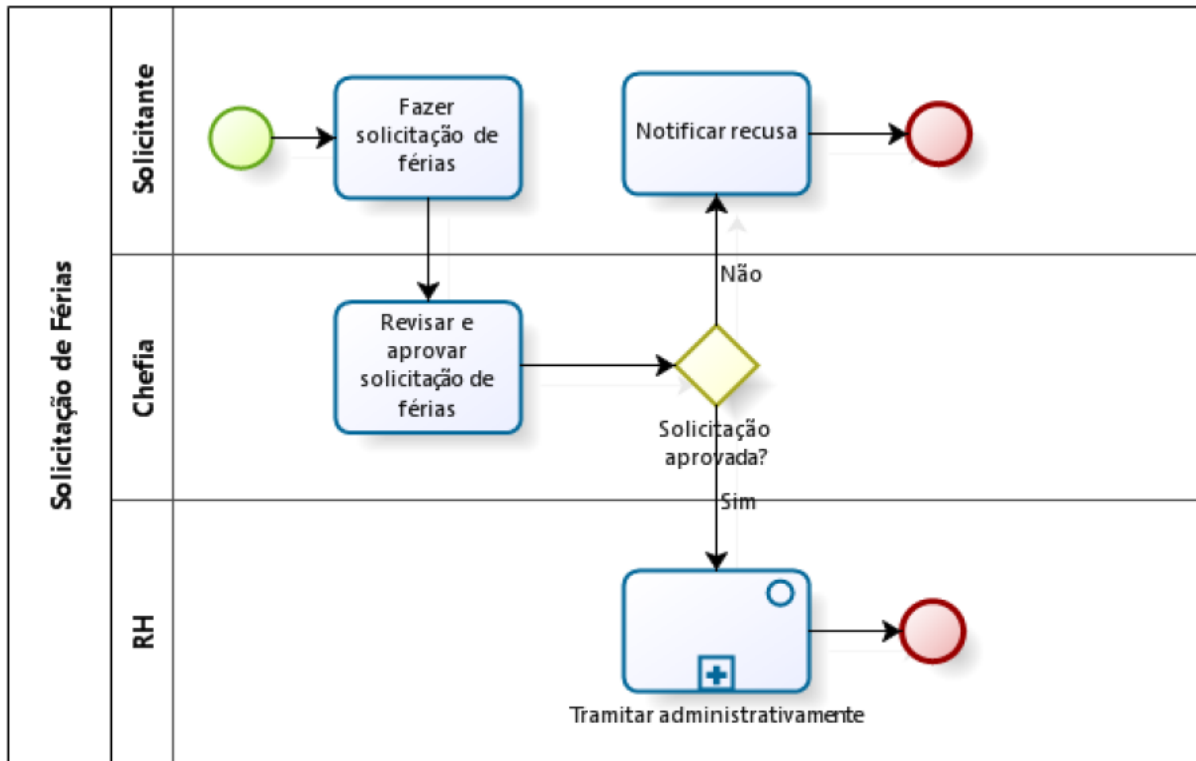 Solicitação de Férias
Solicitante
Fazer
solicitação de
férias
Notificar recusa
Não
Chefia
Revisar e
aprovar
solicitação de
férias
Solicitação
aprovada?
Sim
RH
Tramitar administrativamente